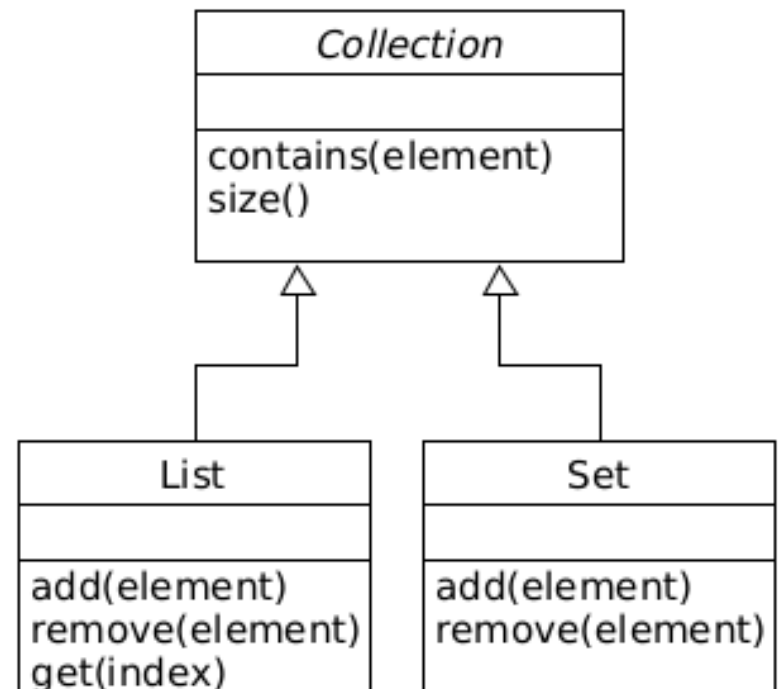 Collection
contains(element)
size()
List
add(element)
remove(element)
get(index)
Set
add(element)
remove(element)